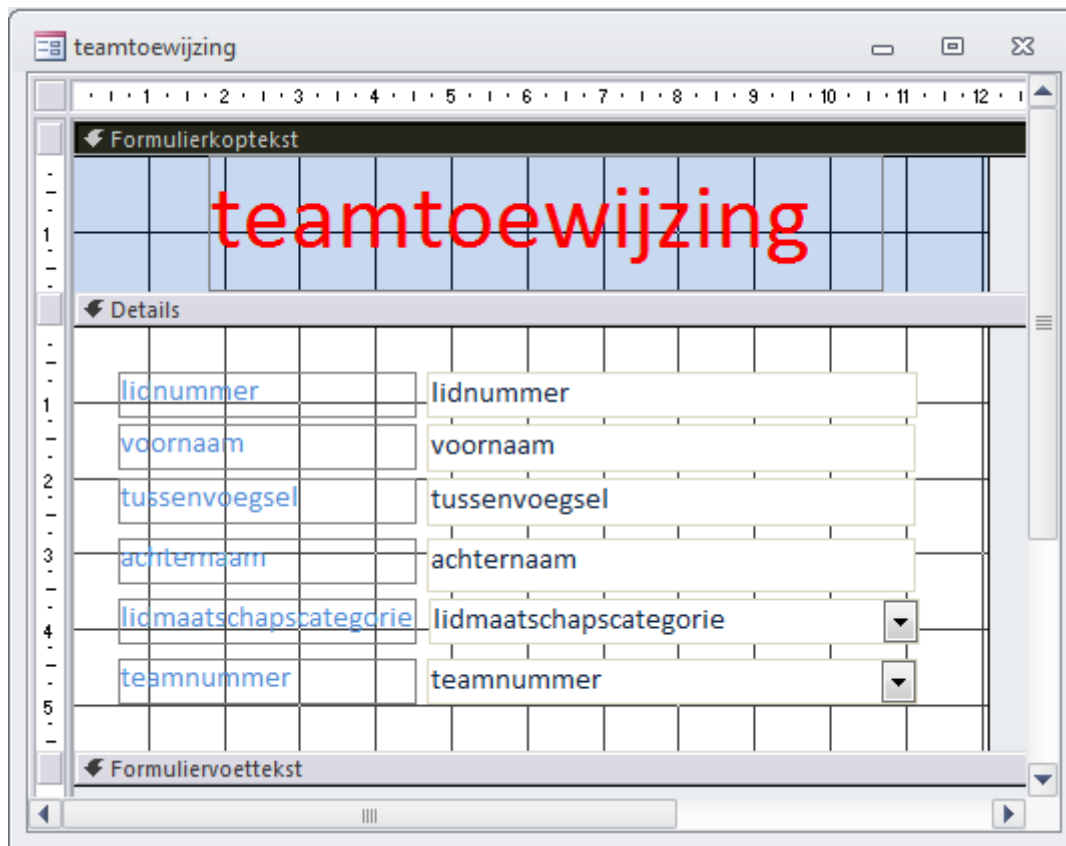 teamtoewijzing
1 2 3 4 5 6 7 8 9 10 11 12
Formulierkoptekst
1
teamtoewijzing
Details
lidnummer lidnummer
1
voornaam voornaam
2
tussenvoegsel tussenvoegsel
3
achternaam achternaam
lidmaatschapscategorie lidmaatschapscategorie
4
teamnummer teamnummer
5
Formuliervoettekst